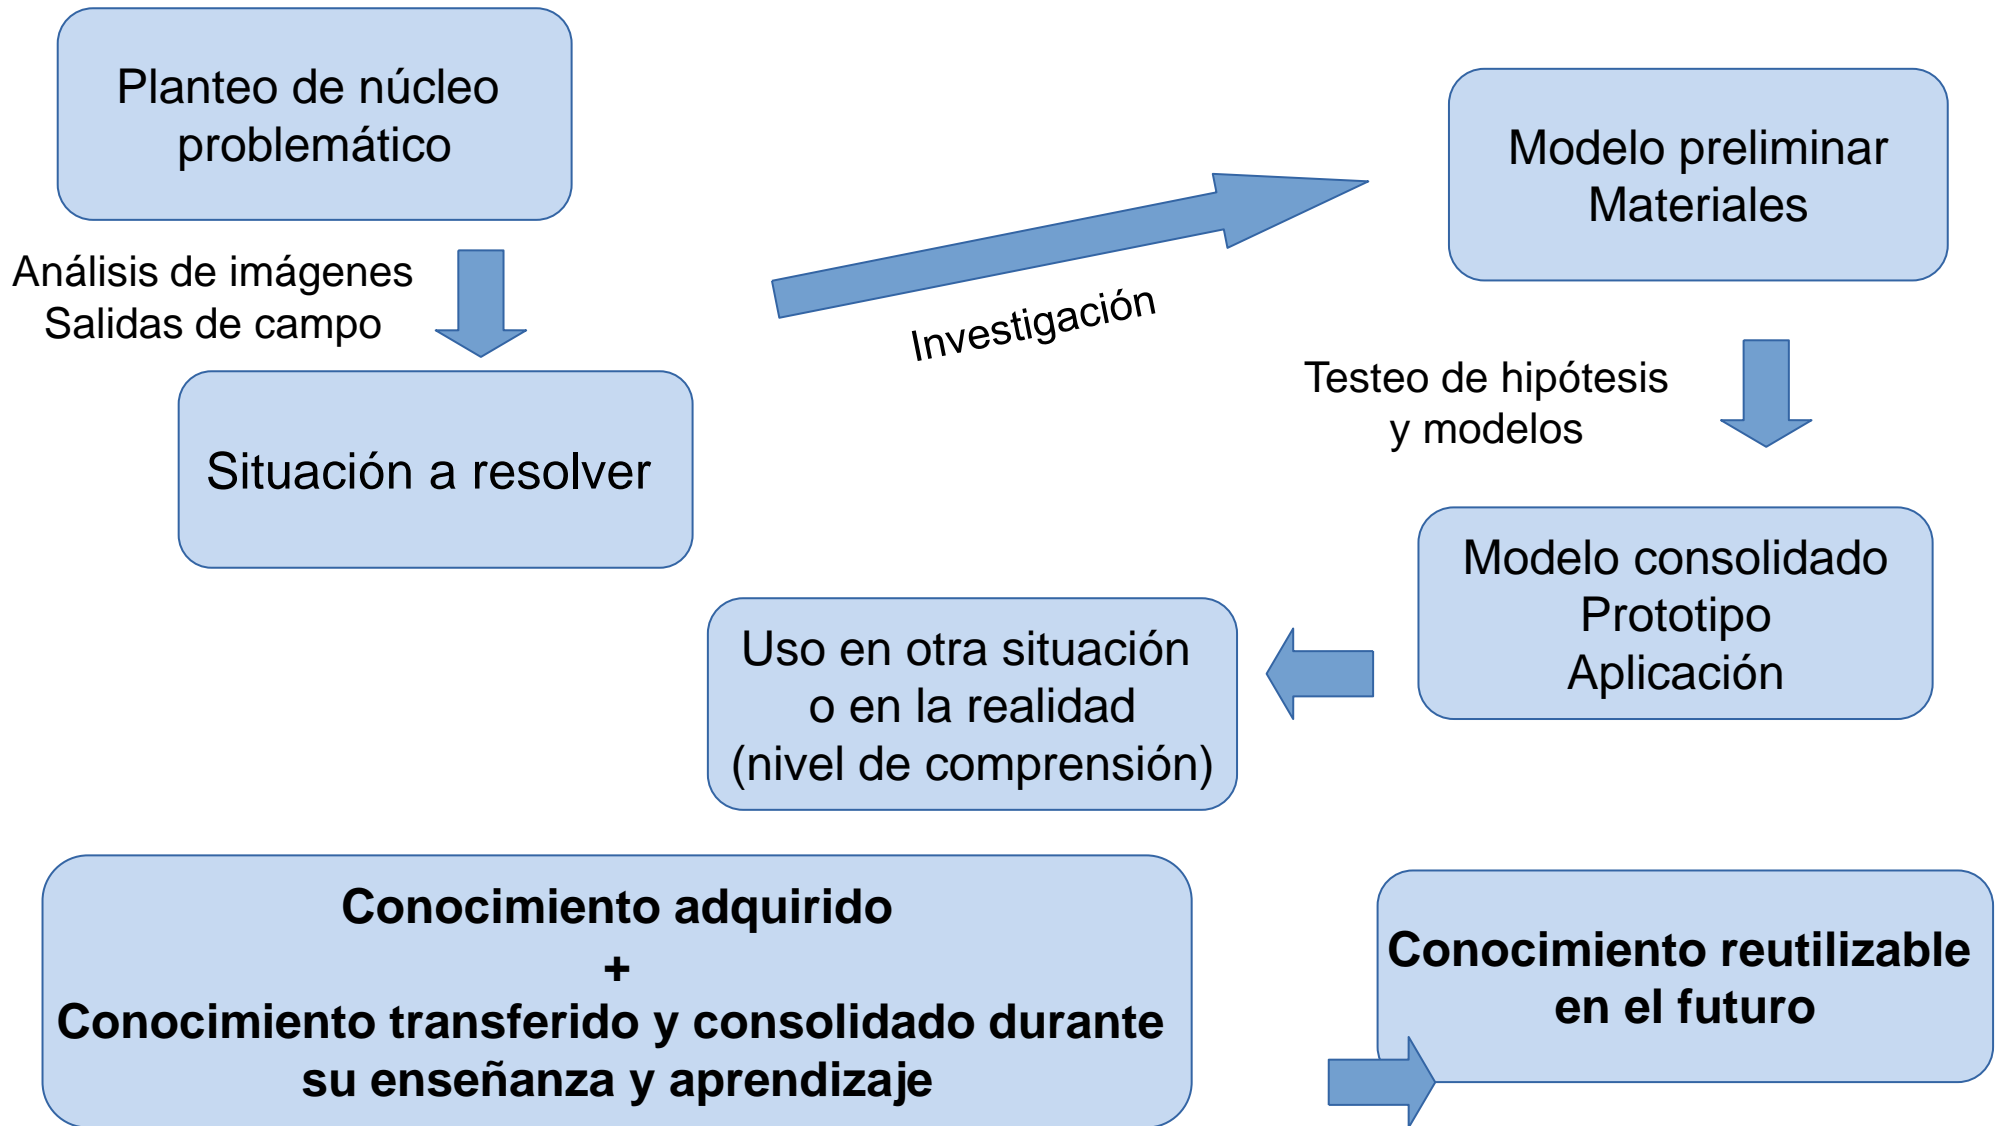 Planteo de núcleo
problemático
Análisis de imágenes
Salidas de campo
Situación a resolver
Investigación
Modelo preliminar
Materiales
Testeo de hipótesis
y modelos
Modelo consolidado
Prototipo
Aplicación
Uso en otra situación
o en la realidad
(nivel de comprensión)
Conocimiento adquirido
+
Conocimiento transferido y consolidado durante
su enseñanza y aprendizaje
Conocimiento reutilizable
en el futuro